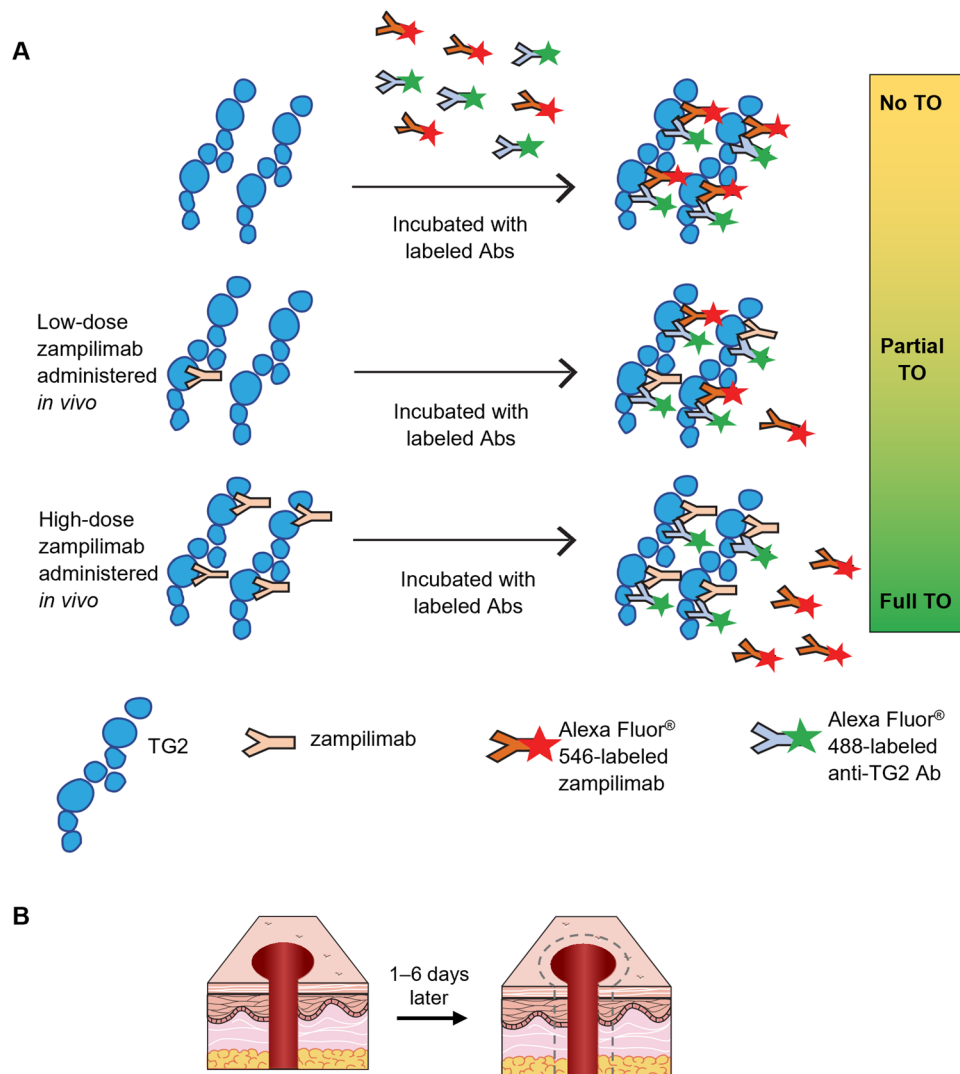 A
No TO
Incubated with
labeled Abs
Low-dose
zampilimab
administered
in vivo
Incubated with
labeled Abs
Partial
TO
High-dose
zampilimab
administered
in vivo
Incubated with
labeled Abs
Full TO
TG2
zampilimab
Alexa Fluor®
546-labeled
zampilimab
Alexa Fluor®
488-labeled
anti-TG2 Ab
B
1–6 days
later